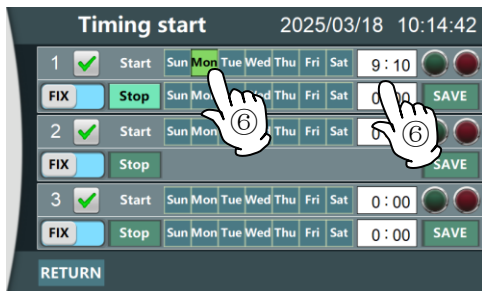 Timing start 2025/03/18 10:14:42
1 Start Sun Mon Tue Wed Thu Fri Sat 9:10
FIX Stop Sun Mon Thu Fri Sat SAVE
2 Start Sun Mon Tue Wed Thu Fri Sat
FIX Stop SAVE
3 Start Sun Mon Tue Wed Thu Fri Sat 0:00
FIX Stop Sun Mon Tue Wed Thu Fri Sat 0:00 SAVE
RETURN
⑥
⑥